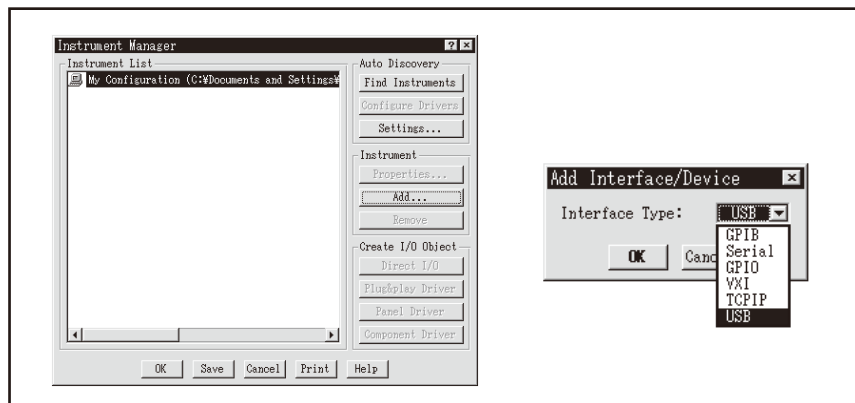 Instrument Manager
Instrument List
My Configuration (C:¥Documents and Settings¥
Auto Discovery
Find Instruments
Configure Drivers
Settings...
Instrument
Properties...
Add...
Remove
Create I/O Object
Direct I/O
Plug&play Driver
Panel Driver
Component Driver
OK Save Cancel Print Help
Add Interface/Device
Interface Type: USB
GPIB
Serial
GPIO
VXI
TCPIP
USB
OK Canc